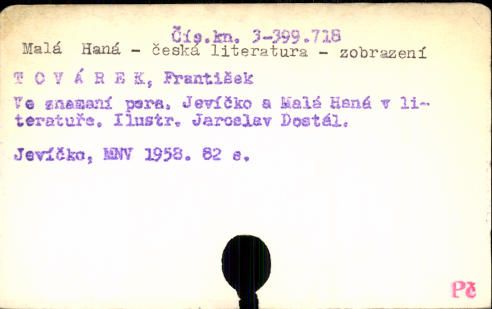 Čís.kn. 3-399.718
Malá Haná - česká literatura - zobrazení
T O V Á R E K, František
Ve znamení pera. Jevíčko a Malá Haná v li-
teratuře. Ilustr. Jaroslav Dostál.
Jevíčko, MNV 1958. 82 s.
Pč